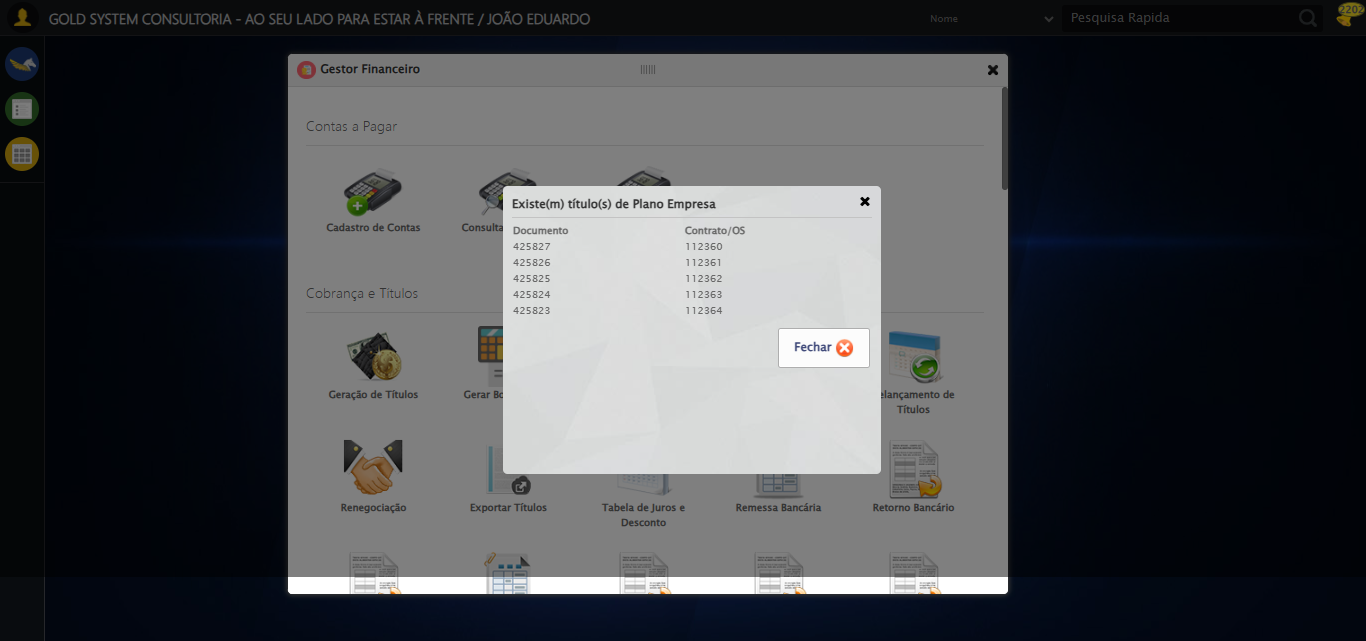 GOLD SYSTEM CONSULTORIA - AO SEU LADO PARA ESTAR À FRENTE / JOÃO EDUARDO
Nome
Pesquisa Rapida
2202
Gestor Financeiro
Contas a Pagar
Cadastro de Contas
Consulta
Existe(m) título(s) de Plano Empresa
Documento Contrato/OS
425827 112360
425826 112361
425825 112362
425824 112363
425823 112364
Fechar
Cobrança e Títulos
Geração de Títulos
Gerar Bo
elançamento de
Títulos
Renegociação
Exportar Títulos
Tabela de Juros e
Desconto
Remessa Bancária
Retorno Bancário